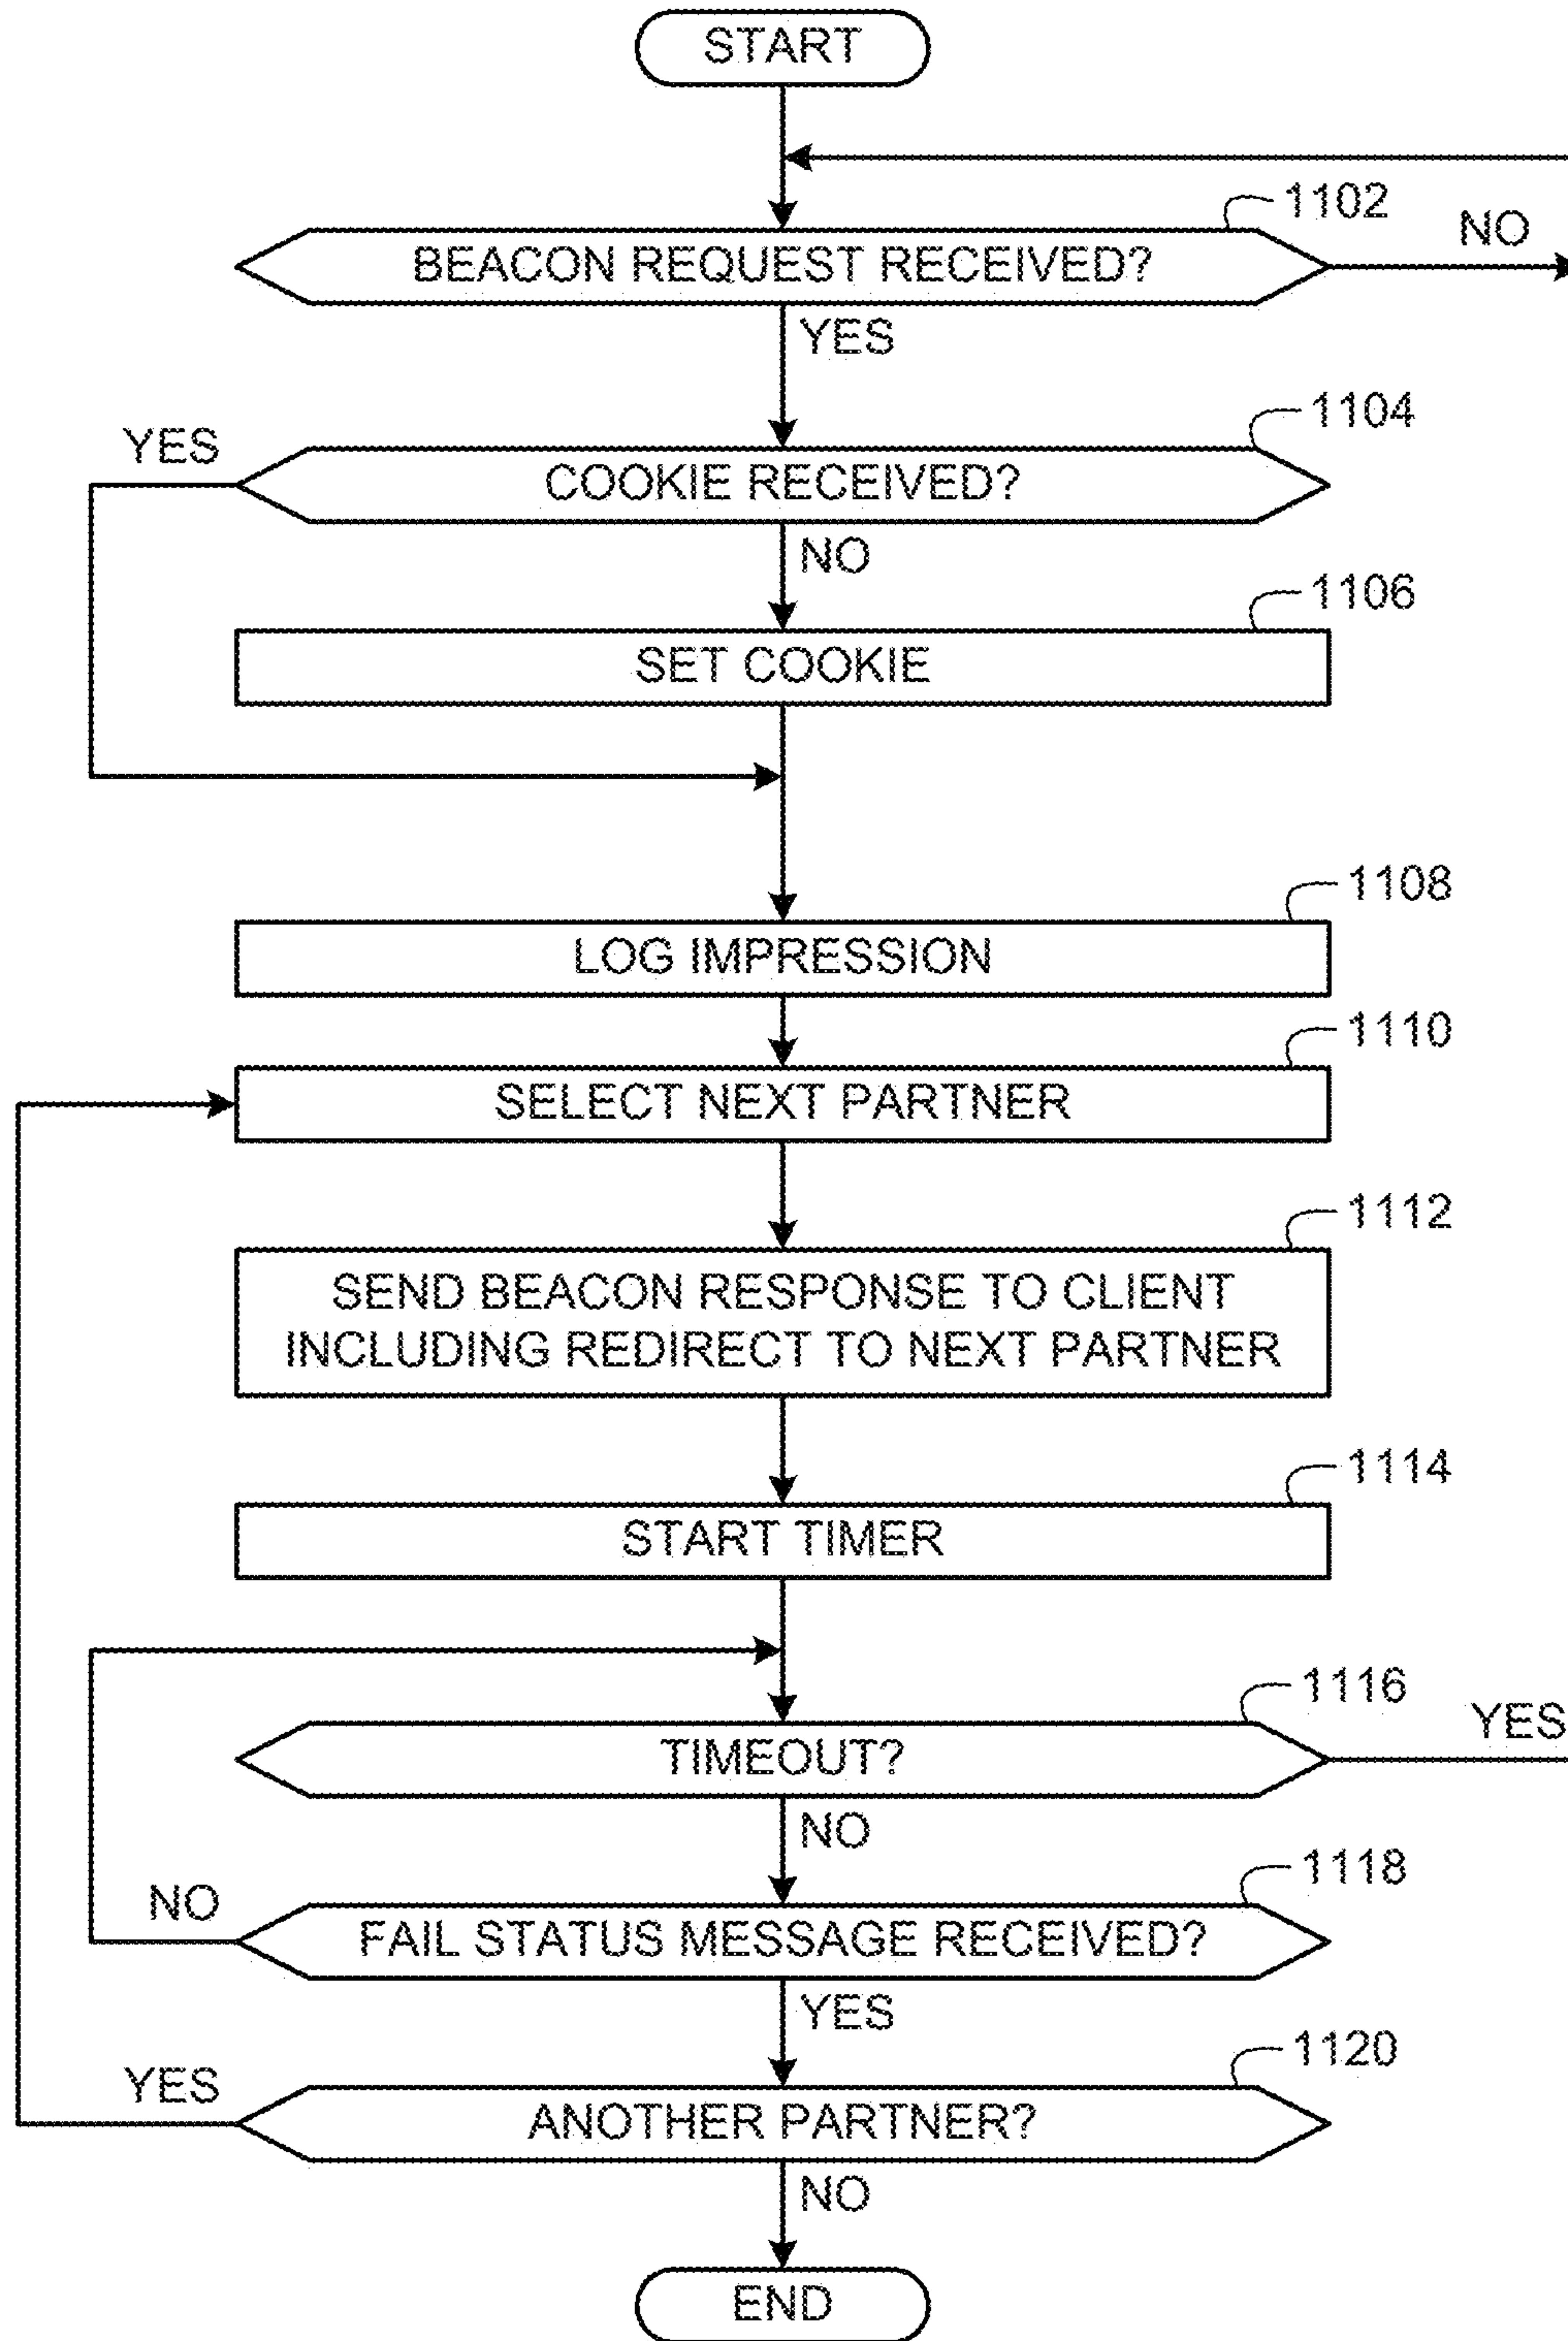 START
1102
NO
BEACON REQUEST RECEIVED?
YES
1104
YES
COOKIE RECEIVED?
NO
1106
SET COOKIE
1108
LOG IMPRESSION
1110
SELECT NEXT PARTNER
1112
SEND BEACON RESPONSE TO CLIENT
INCLUDING REDIRECT TO NEXT PARTNER
1114
START TIMER
1116
YES
TIMEOUT?
NO
1118
NO
FAIL STATUS MESSAGE RECEIVED?
YES
1120
YES
ANOTHER PARTNER?
NO
END